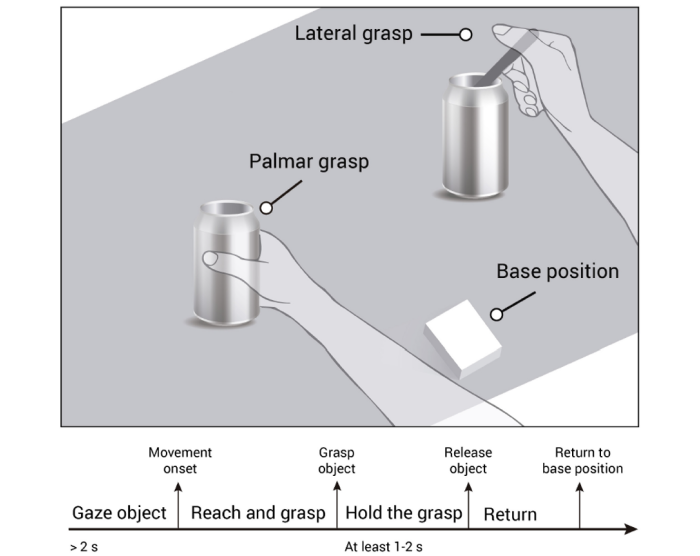 Lateral grasp
Palmar grasp
Base position
Movement
onset
Grasp
object
Release
object
Return to
base position
Gaze object
Reach and grasp
Hold the grasp
Return
> 2 s
At least 1-2 s